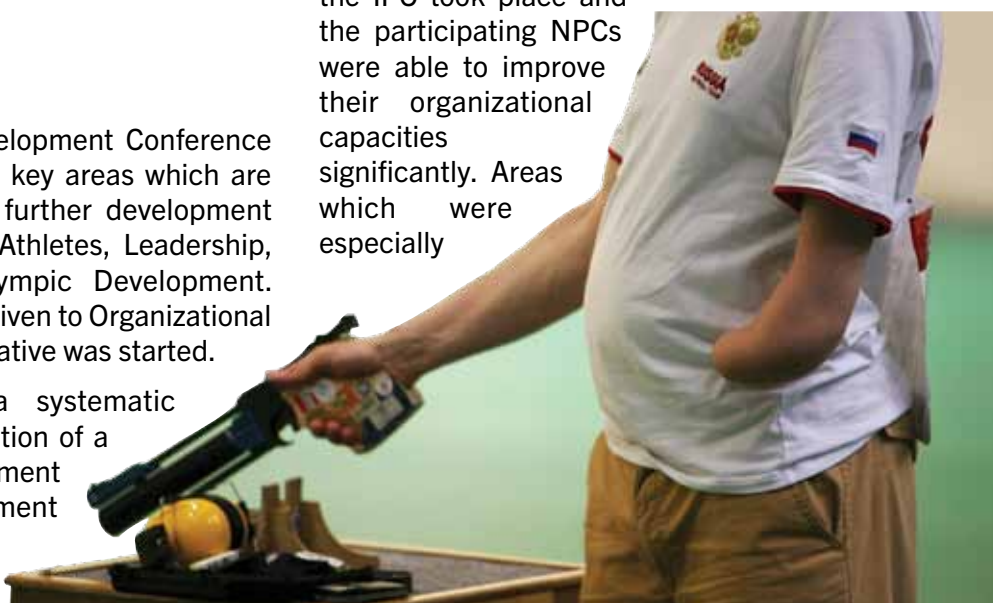 elopment Conference
key areas which are
further development
Athletes, Leadership,
ympic Development.
iven to Organizational
ative was started.
a systematic
tion of a
ment
ment
the IPC took place and
the participating NPCs
were able to improve
their organizational
capacities
significantly. Areas
which were
especially
RUSSIA